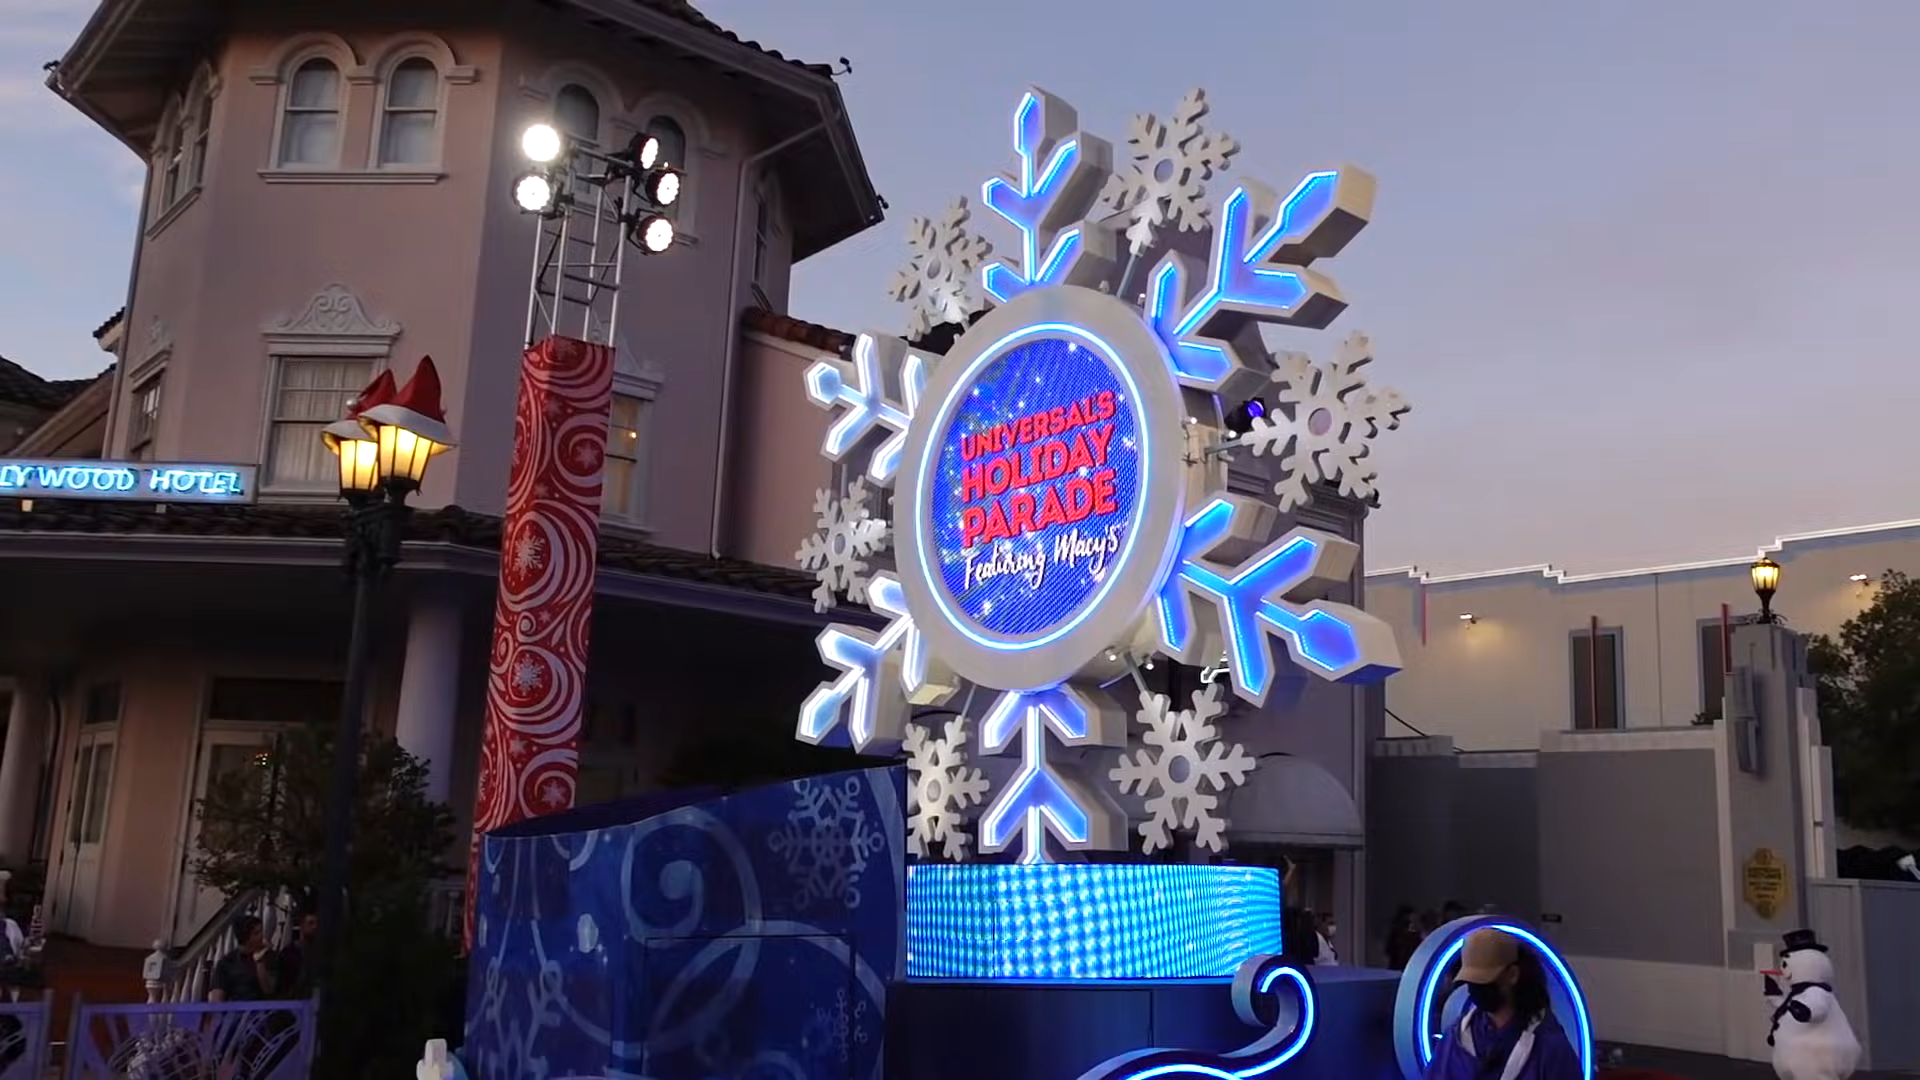 LYWOOD HOTEL
UNIVERSAL'S
HOLIDAY
PARADE
Featuring Macy's